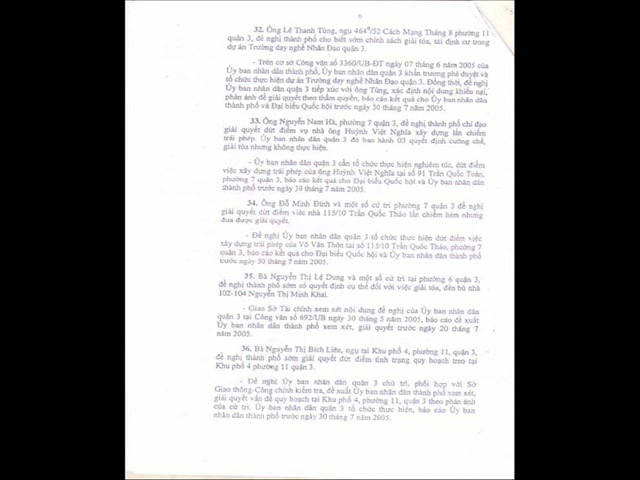 32. Ông Lê Thanh Tùng, ngụ 464ᴮ/52 Cách Mạng Tháng 8 phường 11
quận 3, đề nghị thành phố cho biết sớm chính sách giải tỏa, tái định cư trong
dự án Trường dạy nghề Nhân Đạo quận 3.
- Trên cơ sở Công văn số 3360/UB-ĐT ngày 07 tháng 6 năm 2005 của
Ủy ban nhân dân thành phố, Ủy ban nhân dân quận 3 khẩn trương phê duyệt và
tổ chức thực hiện dự án Trường dạy nghề Nhân Đạo quận 3. Đồng thời, đề nghị
Ủy ban nhân dân quận 3 tiếp xúc với ông Tùng, xác định nội dung khiếu nại,
phản ánh để giải quyết theo thẩm quyền, báo cáo kết quả cho Ủy ban nhân dân
thành phố và Đại biểu Quốc hội trước ngày 30 tháng 7 năm 2005.
33. Ông Nguyễn Nam Hà, phường 7 quận 3, đề nghị thành phố chỉ đạo
giải quyết dứt điểm vụ nhà ông Huỳnh Việt Nghĩa xây dựng lấn chiếm
trái phép. Ủy ban nhân dân quận 3 đã ban hành 03 quyết định cưỡng chế,
giải tỏa nhưng không thực hiện.
- Ủy ban nhân dân quận 3 cần tổ chức thực hiện nghiêm túc, dứt điểm
việc xây dựng trái phép của ông Huỳnh Việt Nghĩa tại số 91 Trần Quốc Toản,
phường 7 quận 3, báo cáo kết quả cho Đại biểu Quốc hội và Ủy ban nhân dân
thành phố trước ngày 30 tháng 7 năm 2005.
34. Ông Đỗ Minh Đính và một số cử tri phường 7 quận 3 đề nghị
giải quyết dứt điểm việc nhà 115/10 Trần Quốc Thảo lấn chiếm hẻm nhưng
chưa được giải quyết.
- Đề nghị Ủy ban nhân dân quận 3 tổ chức thực hiện dứt điểm việc
xây dựng trái phép của Võ Văn Thện tại số 115/10 Trần Quốc Thảo, phường 7
quận 3, báo cáo kết quả cho Đại biểu Quốc hội và Ủy ban nhân dân thành phố
trước ngày 30 tháng 7 năm 2005.
35. Bà Nguyễn Thị Lệ Dung và một số cử tri tại phường 6 quận 3,
đề nghị thành phố sớm có quyết định cụ thể đối với việc giải tỏa, đền bù nhà
102-104 Nguyễn Thị Minh Khai.
- Giao Sở Tài chính xem xét nội dung đề nghị của Ủy ban nhân dân
quận 3 tại Công văn số 692/UB ngày 30 tháng 5 năm 2005, báo cáo đề xuất
Ủy ban nhân dân thành phố xem xét, giải quyết trước ngày 20 tháng 7
năm 2005.
36. Bà Nguyễn Thị Bích Liên, ngụ tại Khu phố 4, phường 11, quận 3,
đề nghị thành phố sớm giải quyết dứt điểm tình trạng quy hoạch treo tại
Khu phố 4 phường 11 quận 3.
- Đề nghị Ủy ban nhân dân quận 3 chủ trì, phối hợp với Sở
Giao thông-Công chính kiểm tra, đề xuất Ủy ban nhân dân thành phố xem xét,
giải quyết vấn đề quy hoạch tại Khu phố 4, phường 11, quận 3 theo phản ánh
của cử tri. Ủy ban nhân dân quận 3 tổ chức thực hiện, báo cáo Ủy ban
nhân dân thành phố trước ngày 30 tháng 7 năm 2005.